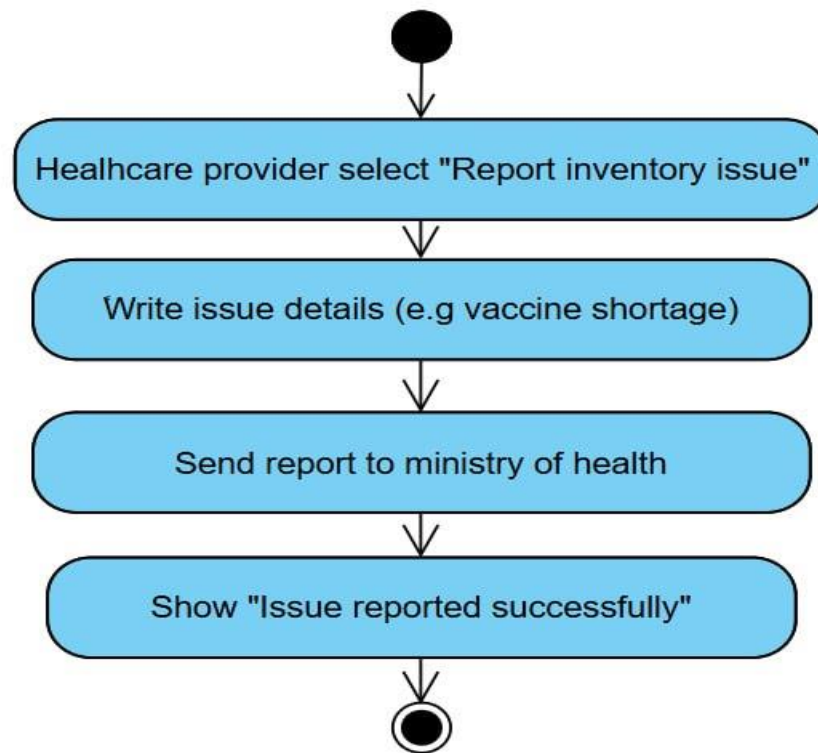 Healhcare provider select "Report inventory issue"
Write issue details (e.g vaccine shortage)
Send report to ministry of health
Show "Issue reported successfully"